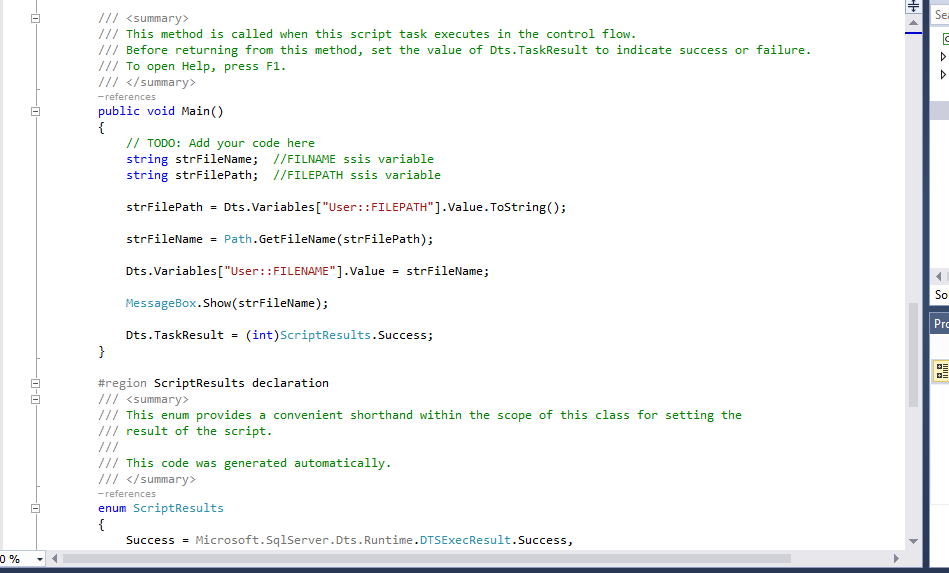 /// <summary>
/// This method is called when this script task executes in the control flow.
/// Before returning from this method, set the value of Dts.TaskResult to indicate success or failure.
/// To open Help, press F1.
/// </summary>
−references
public void Main()
{
// TODO: Add your code here
string strFileName;  //FILNAME ssis variable
string strFilePath;  //FILEPATH ssis variable
strFilePath = Dts.Variables["User::FILEPATH"].Value.ToString();
strFileName = Path.GetFileName(strFilePath);
Dts.Variables["User::FILENAME"].Value = strFileName;
MessageBox.Show(strFileName);
Dts.TaskResult = (int)ScriptResults.Success;
}
#region ScriptResults declaration
/// <summary>
/// This enum provides a convenient shorthand within the scope of this class for setting the
/// result of the script.
///
/// This code was generated automatically.
/// </summary>
−references
enum ScriptResults
{
Success = Microsoft.SqlServer.Dts.Runtime.DTSExecResult.Success,
0 %
Sea
So
Pro